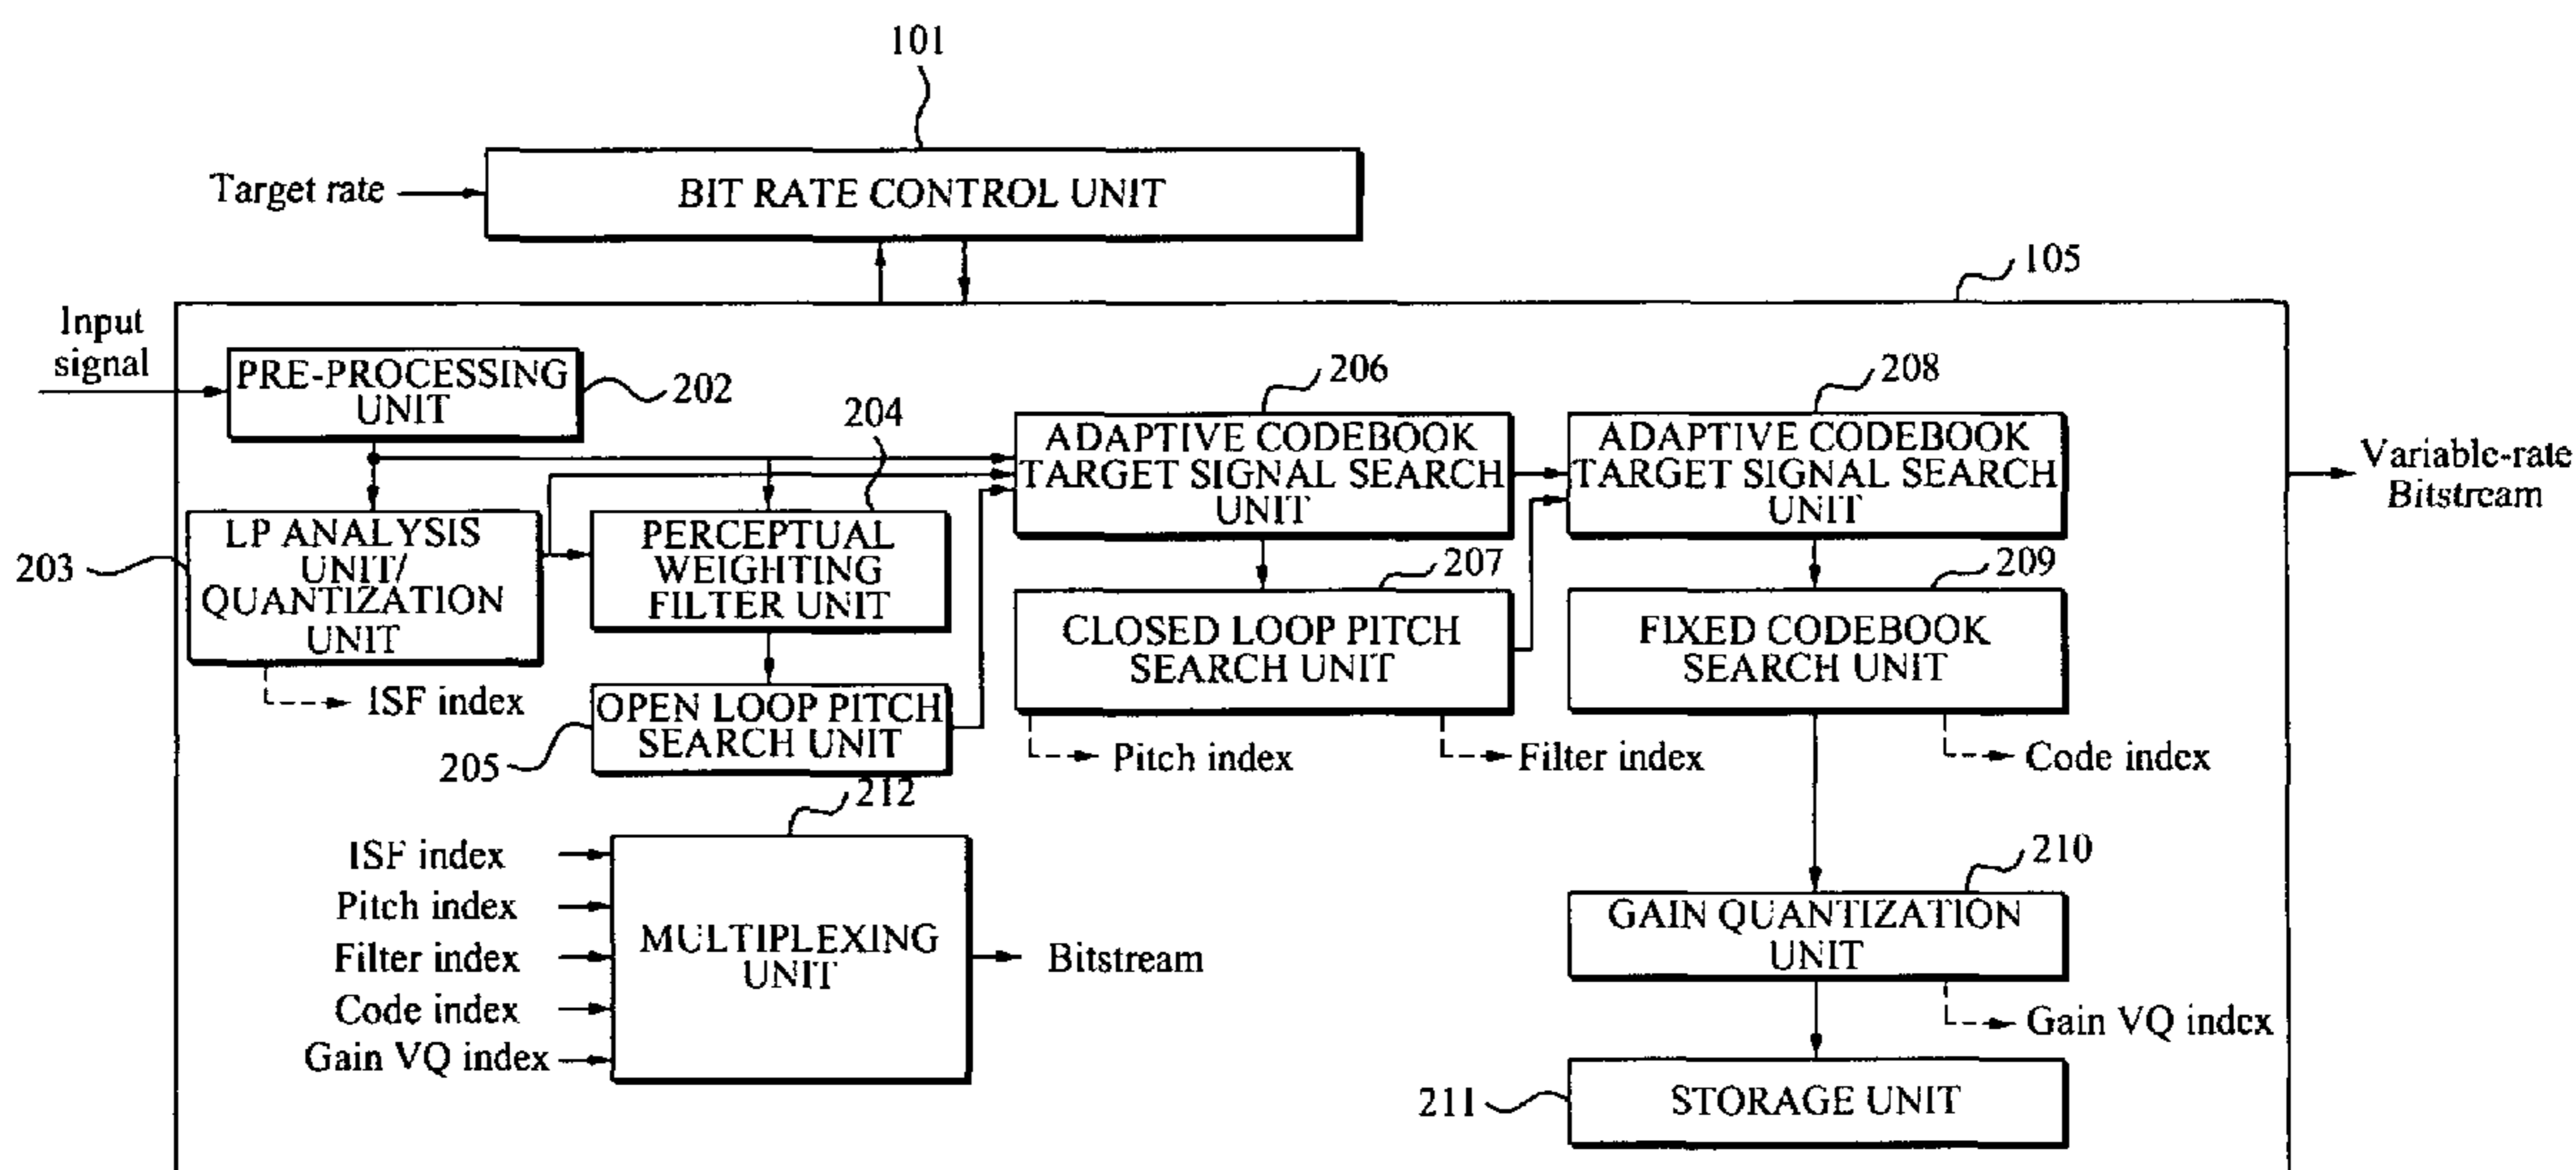 101
Target rate
BIT RATE CONTROL UNIT
105
Input
signal
PRE-PROCESSING
UNIT
202
204
206
208
ADAPTIVE CODEBOOK
TARGET SIGNAL SEARCH
UNIT
ADAPTIVE CODEBOOK
TARGET SIGNAL SEARCH
UNIT
Variable-rate
Bitstream
203
LP ANALYSIS
UNIT/
QUANTIZATION
UNIT
PERCEPTUAL
WEIGHTING
FILTER UNIT
207
209
CLOSED LOOP PITCH
SEARCH UNIT
FIXED CODEBOOK
SEARCH UNIT
ISF index
OPEN LOOP PITCH
SEARCH UNIT
205
Pitch index
Filter index
Code index
212
ISF index
Pitch index
Filter index
Code index
Gain VQ index
MULTIPLEXING
UNIT
Bitstream
210
GAIN QUANTIZATION
UNIT
Gain VQ index
211
STORAGE UNIT